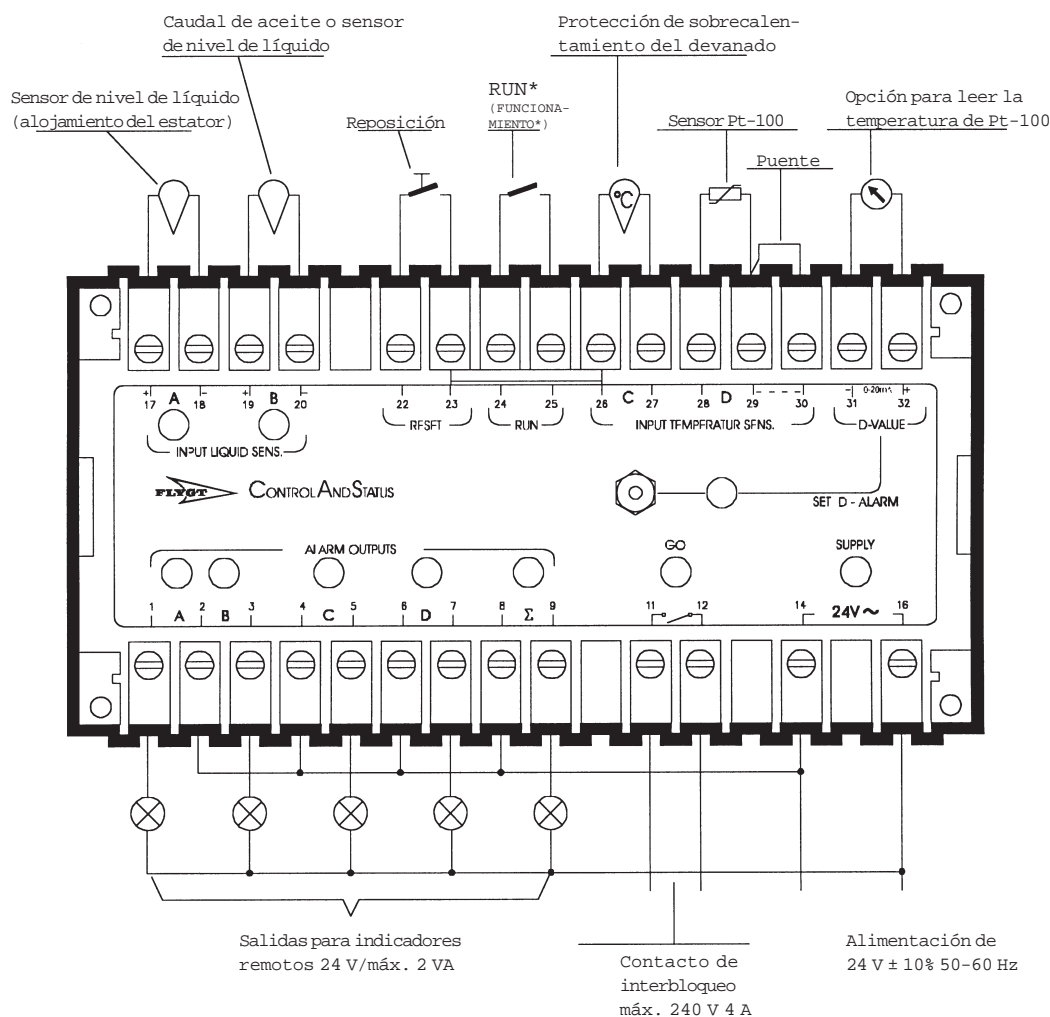 Caudal de aceite o sensor
de nivel de líquido
Protección de sobrecalen-
tamiento del devanado
Sensor de nivel de líquido
(alojamiento del estator)
Reposición
RUN*
(FUNCIONA-
MIENTO*)
Sensor Pt-100
Puente
Opción para leer la
temperatura de Pt-100
°C
+ A - + B - C D - 0-20mA +
17 18 19 20 22 23 24 25 26 27 28 29 30 31 32
RESET RUN INPUT TEMPERATUR SENS. D-VALUE
INPUT LIQUID SENS.
FLYGT CONTROL AND STATUS
SET D - ALARM
ALARM OUTPUTS GO SUPPLY
1 2 3 4 5 6 7 8 9 11 12 14 16
A B C D Σ 24V ~
Salidas para indicadores
remotos 24 V/máx. 2 VA
Contacto de
interbloqueo
máx. 240 V 4 A
Alimentación de
24 V ± 10% 50-60 Hz